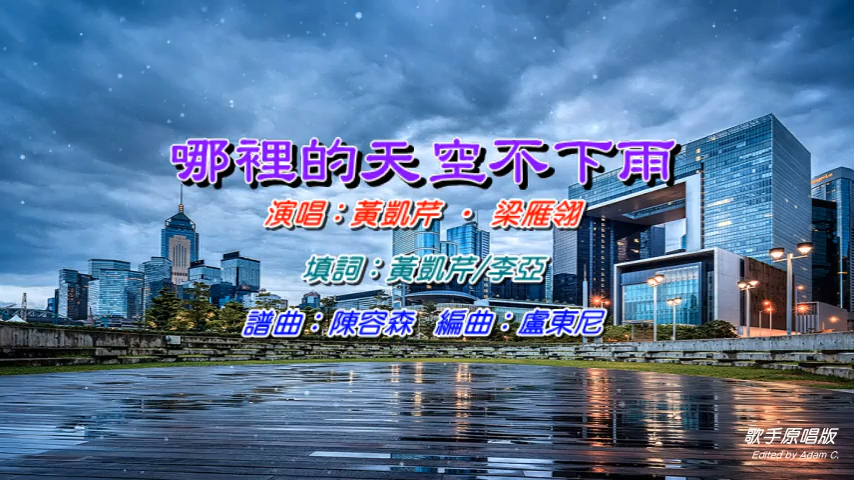 哪裡的天空不下雨
演唱：黃凱芹 · 梁雁翎
填詞：黃凱芹/李亞
譜曲：陳容森 編曲：盧東尼
歌手原唱版
Edited by Adam C.